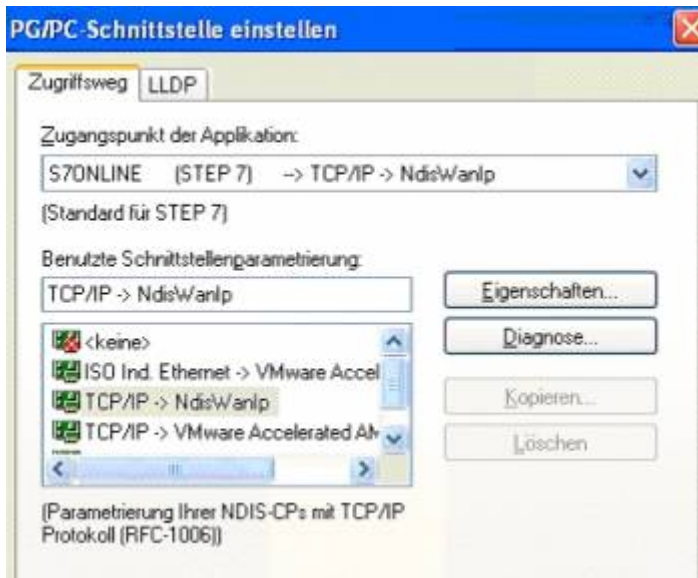 PG/PC-Schnittstelle einstellen
Zugriffsweg
LLDP
Zugangspunkt der Applikation:
S7ONLINE (STEP 7) --> TCP/IP -> NdisWanIp
(Standard für STEP 7)
Benutzte Schnittstellenparametrierung:
TCP/IP -> NdisWanIp
Eigenschaften...
<keine>
Diagnose...
ISO Ind. Ethernet -> VMware Accel
TCP/IP -> NdisWanIp
Kopieren...
TCP/IP -> VMware Accelerated
Löschen
(Parametrierung Ihrer NDIS-CPs mit TCP/IP
Protokoll (RFC-1006))